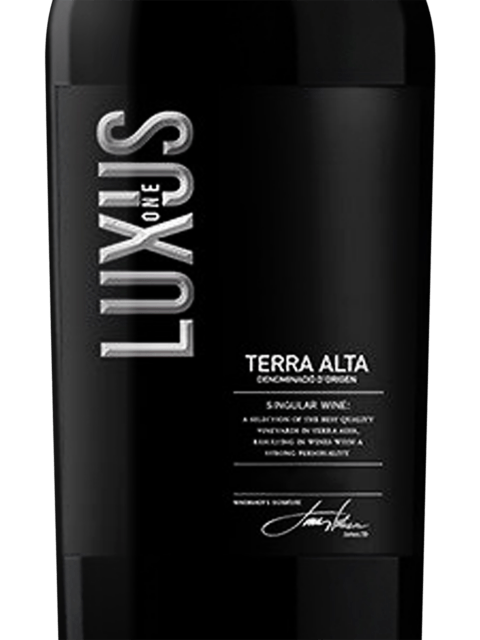 LUXUS
ONE
TERRA ALTA
DENOMINACIÓ D'ORIGEN
SINGULAR WINE:
A SELECTION OF THE BEST QUALITY
VINEYARDS IN TERRA ALTA,
RESULTING IN WINES WITH A
STRONG PERSONALITY
WINEMAKER'S SIGNATURE